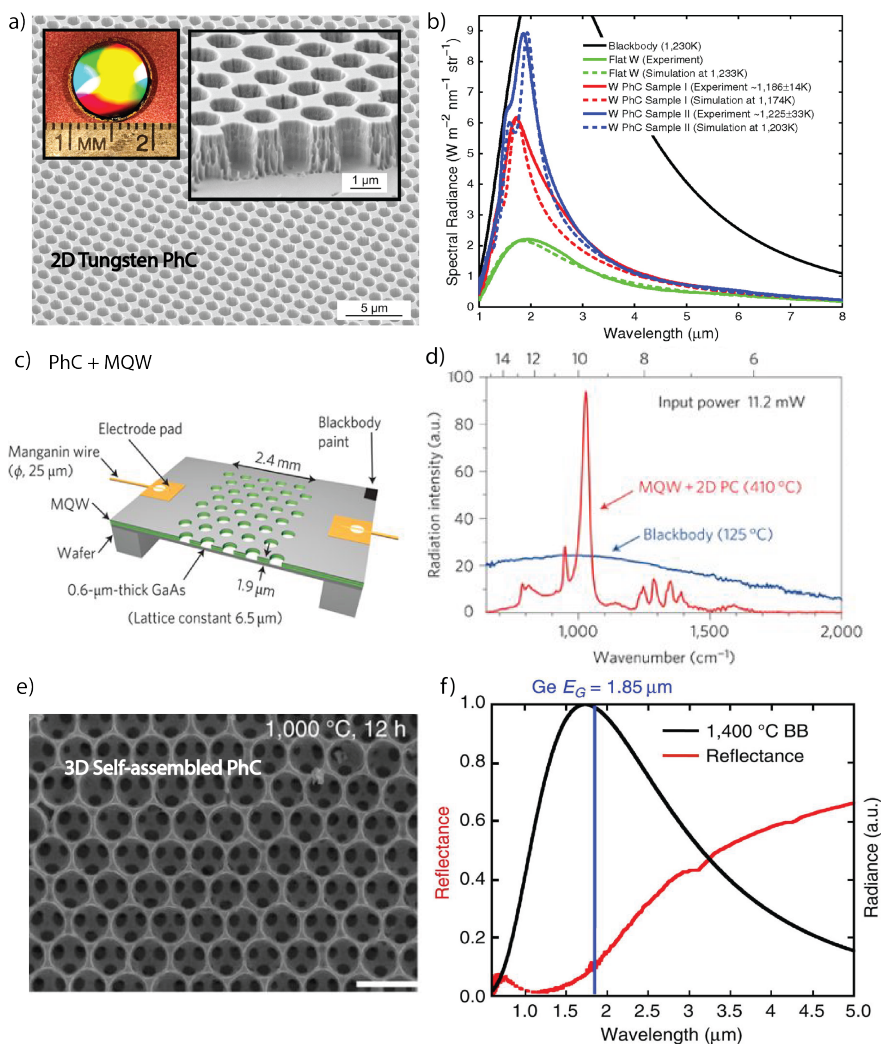 a)
1 MM 2
1 µm
2D Tungsten PhC
5 µm
b)
Blackbody (1,230K)
Flat W (Experiment)
Flat W (Simulation at 1,233K)
W PhC Sample I (Experiment ~1,186±14K)
W PhC Sample I (Simulation at 1,174K)
W PhC Sample II (Experiment ~1,225±33K)
W PhC Sample II (Simulation at 1,203K)
Spectral Radiance (W m⁻² nm⁻¹ str⁻¹)
9
8
7
6
5
4
3
2
1
0
1 2 3 4 5 6 7 8
Wavelength (µm)
c) PhC + MQW
Electrode pad
Blackbody
paint
Manganin wire
(ϕ, 25 µm)
2.4 mm
MQW
Wafer
0.6-µm-thick GaAs
1.9 µm
(Lattice constant 6.5 µm)
d)
14 12 10 8 6
100
80
60
40
20
0
Radiation intensity (a.u.)
Input power 11.2 mW
MQW + 2D PC (410 °C)
Blackbody (125 °C)
1,000 1,500 2,000
Wavenumber (cm⁻¹)
e)
1,000 °C, 12 h
3D Self-assembled PhC
f)
Ge E_G = 1.85 µm
1,400 °C BB
Reflectance
Reflectance
Radiance (a.u.)
1.0
0.8
0.6
0.4
0.2
0.0
1.0 1.5 2 2.5 3.0 3.5 4.0 4.5 5.0
Wavelength (µm)